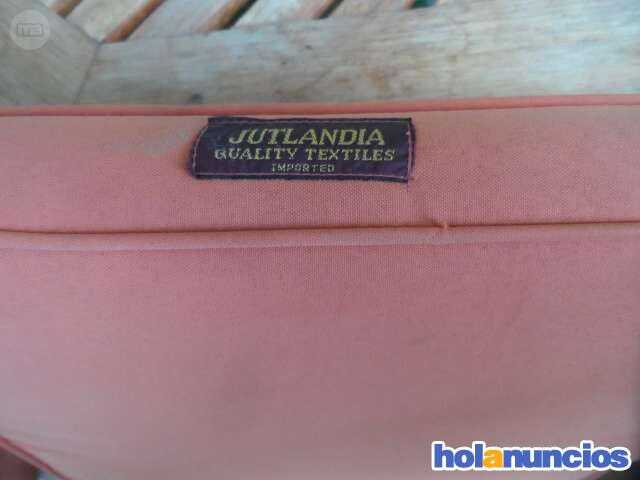 JUTLANDIA
QUALITY TEXTILES
IMPORTED
holanuncios